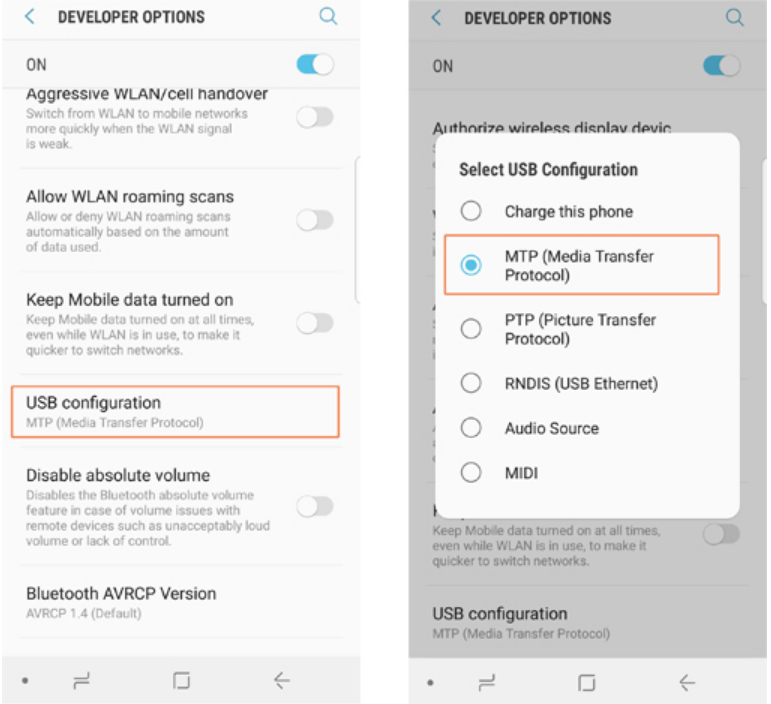 DEVELOPER OPTIONS
ON
Aggressive WLAN/cell handover
Switch from WLAN to mobile networks
more quickly when the WLAN signal
is weak.
Allow WLAN roaming scans
Allow or deny WLAN roaming scans
automatically based on the amount
of data used.
Keep Mobile data turned on
Keep Mobile data turned on at all times,
even while WLAN is in use, to make it
quicker to switch networks.
USB configuration
MTP (Media Transfer Protocol)
Disable absolute volume
Disables the Bluetooth absolute volume
feature in case of volume issues with
remote devices such as unacceptably loud
volume or lack of control.
Bluetooth AVRCP Version
AVRCP 1.4 (Default)
DEVELOPER OPTIONS
ON
Authorize wireless display devic
Select USB Configuration
Charge this phone
MTP (Media Transfer
Protocol)
PTP (Picture Transfer
Protocol)
RNDIS (USB Ethernet)
Audio Source
MIDI
Keep Mobile data turned on at all times,
even while WLAN is in use, to make it
quicker to switch networks.
USB configuration
MTP (Media Transfer Protocol)